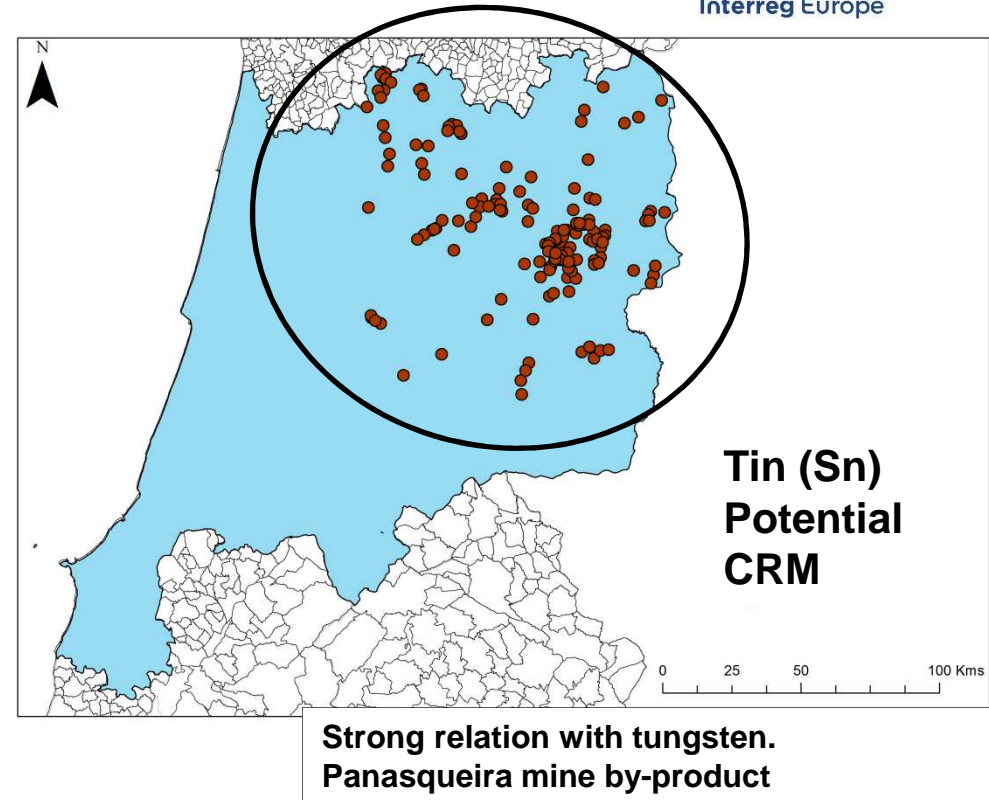 Interreg Europe
N
Tin (Sn)
Potential
CRM
0 25 50 100 Kms
Strong relation with tungsten.
Panasqueira mine by-product